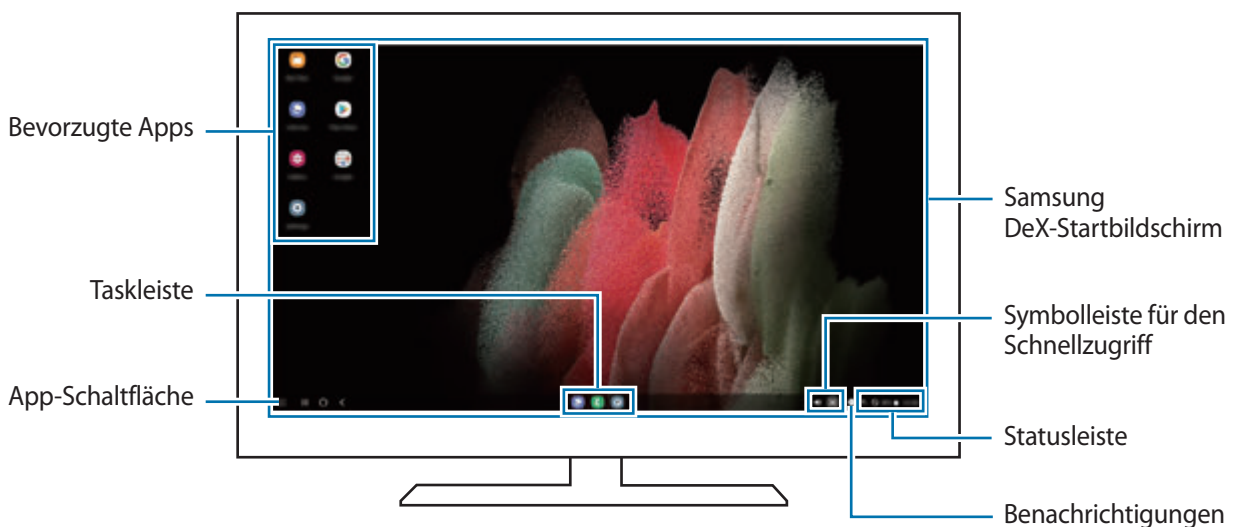 Bevorzugte Apps
Taskleiste
App-Schaltfläche
Samsung
DeX-Startbildschirm
Symbolleiste für den
Schnellzugriff
Statusleiste
Benachrichtigungen